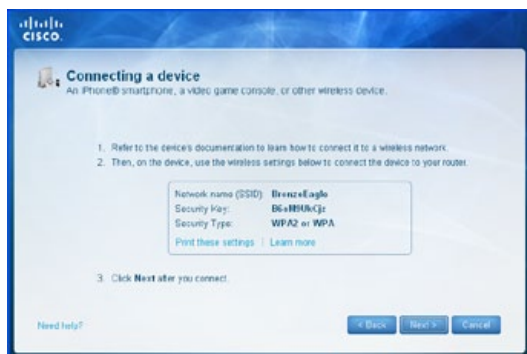 CISCO.
Connecting a device
An iPhone® smartphone, a video game console, or other wireless device.
1. Refer to the device's documentation to learn how to connect it to a wireless network.
2. Then, on the device, use the wireless settings below to connect the device to your router.
Network name (SSID): BronzeEagle
Security Key:
Security Type: WPA2 or WPA
Print these settings | Learn more
3. Click Next after you connect.
Need help?
< Back Next > Cancel